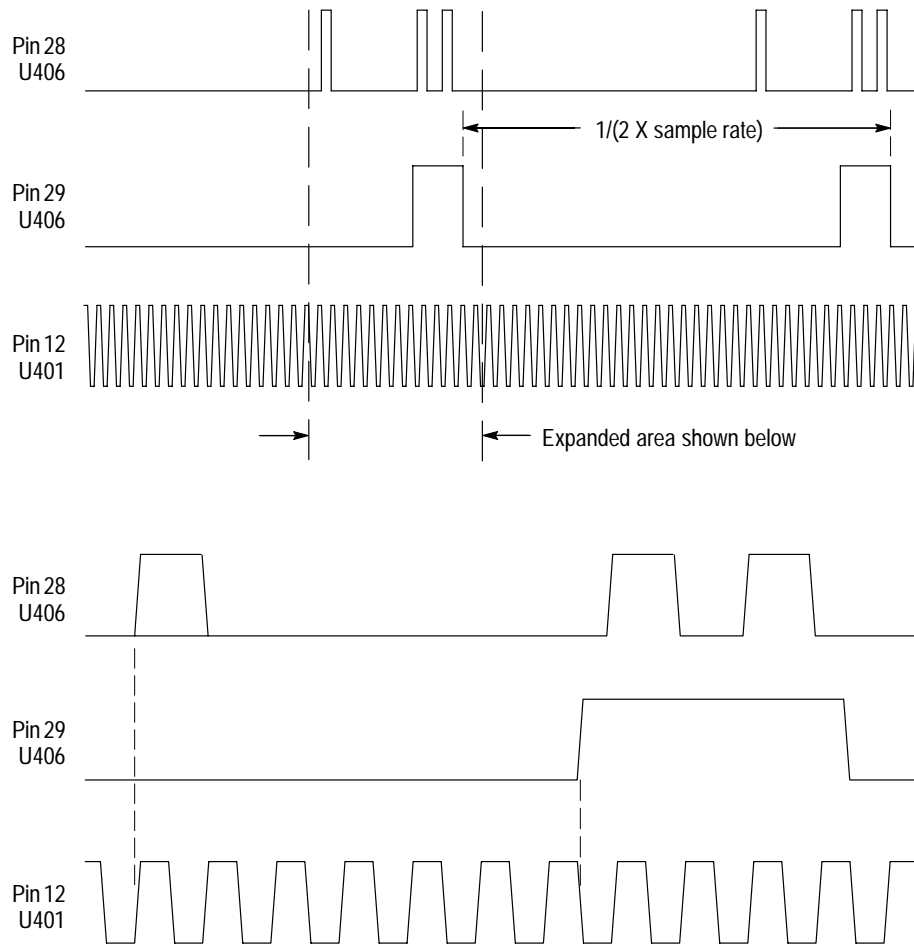 Pin 28
U406
1/(2 X sample rate)
Pin 29
U406
Pin 12
U401
Expanded area shown below
Pin 28
U406
Pin 29
U406
Pin 12
U401